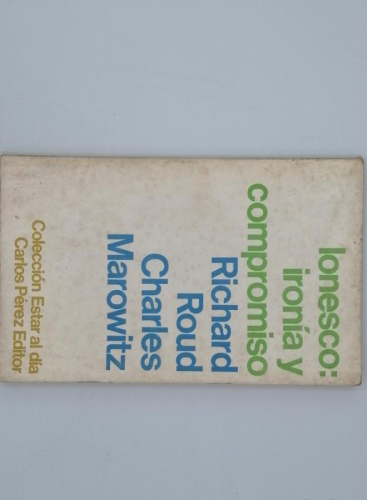 Ionesco:
ironía y
compromiso
Richard
Roud
Charles
Marowitz
Colección Estar al día
Carlos Pérez Editor